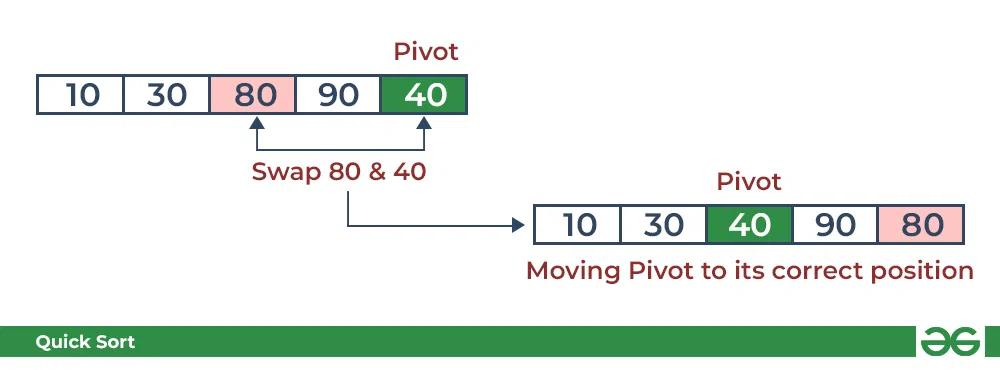 Pivot
10 30 80 90 40
Swap 80 & 40
Pivot
10 30 40 90 80
Moving Pivot to its correct position
Quick Sort